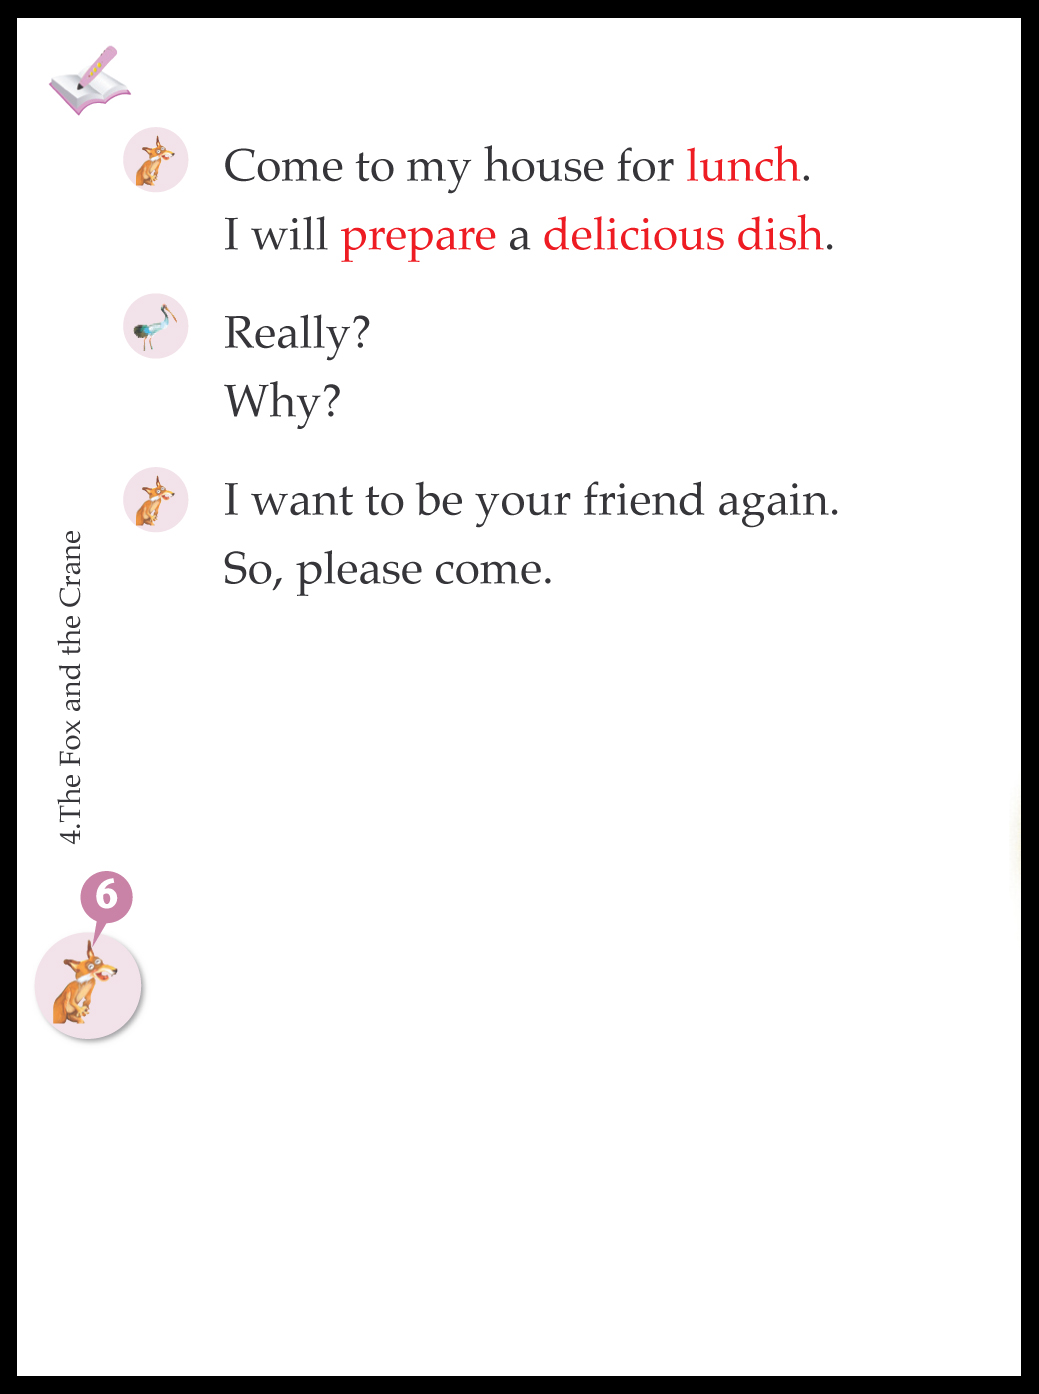 Come to my house for lunch.
I will prepare a delicious dish.
Really?
Why?
I want to be your friend again.
So, please come.
4.The Fox and the Crane
6